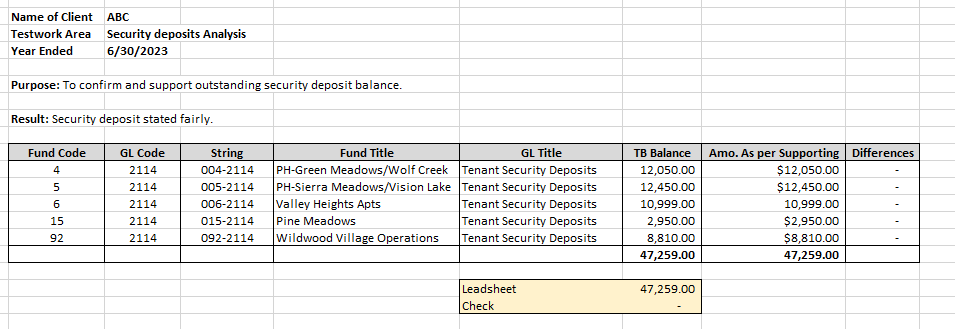 Name of Client ABC
Testwork Area Security deposits Analysis
Year Ended 6/30/2023
Purpose: To confirm and support outstanding security deposit balance.
Result: Security deposit stated fairly.
Fund Code GL Code String Fund Title GL Title TB Balance Amo. As per Supporting Differences
4 2114 004-2114 PH-Green Meadows/Wolf Creek Tenant Security Deposits 12,050.00 $12,050.00 -
5 2114 005-2114 PH-Sierra Meadows/Vision Lake Tenant Security Deposits 12,450.00 $12,450.00 -
6 2114 006-2114 Valley Heights Apts Tenant Security Deposits 10,999.00 10,999.00 -
15 2114 015-2114 Pine Meadows Tenant Security Deposits 2,950.00 $2,950.00 -
92 2114 092-2114 Wildwood Village Operations Tenant Security Deposits 8,810.00 $8,810.00 -
47,259.00 47,259.00
Leadsheet 47,259.00
Check -